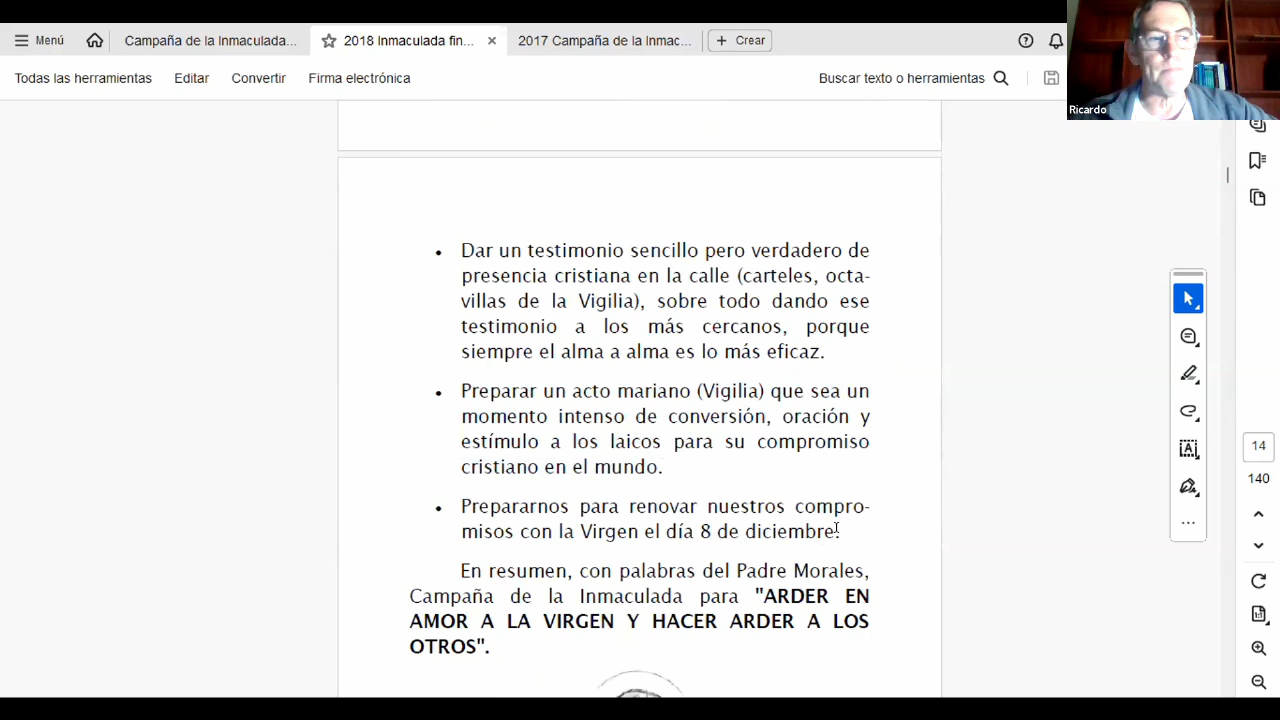 Menú
Campaña de la Inmaculada...
2018 Inmaculada fin...
2017 Campaña de la Inmac...
Crear
Todas las herramientas
Editar
Convertir
Firma electrónica
Buscar texto o herramientas
Ricardo
• Dar un testimonio sencillo pero verdadero de
presencia cristiana en la calle (carteles, octa-
villas de la Vigilia), sobre todo dando ese
testimonio a los más cercanos, porque
siempre el alma a alma es lo más eficaz.
• Preparar un acto mariano (Vigilia) que sea un
momento intenso de conversión, oración y
estímulo a los laicos para su compromiso
cristiano en el mundo.
• Prepararnos para renovar nuestros compro-
misos con la Virgen el día 8 de diciembre.
En resumen, con palabras del Padre Morales,
Campaña de la Inmaculada para "ARDER EN
AMOR A LA VIRGEN Y HACER ARDER A LOS
OTROS".
14
140